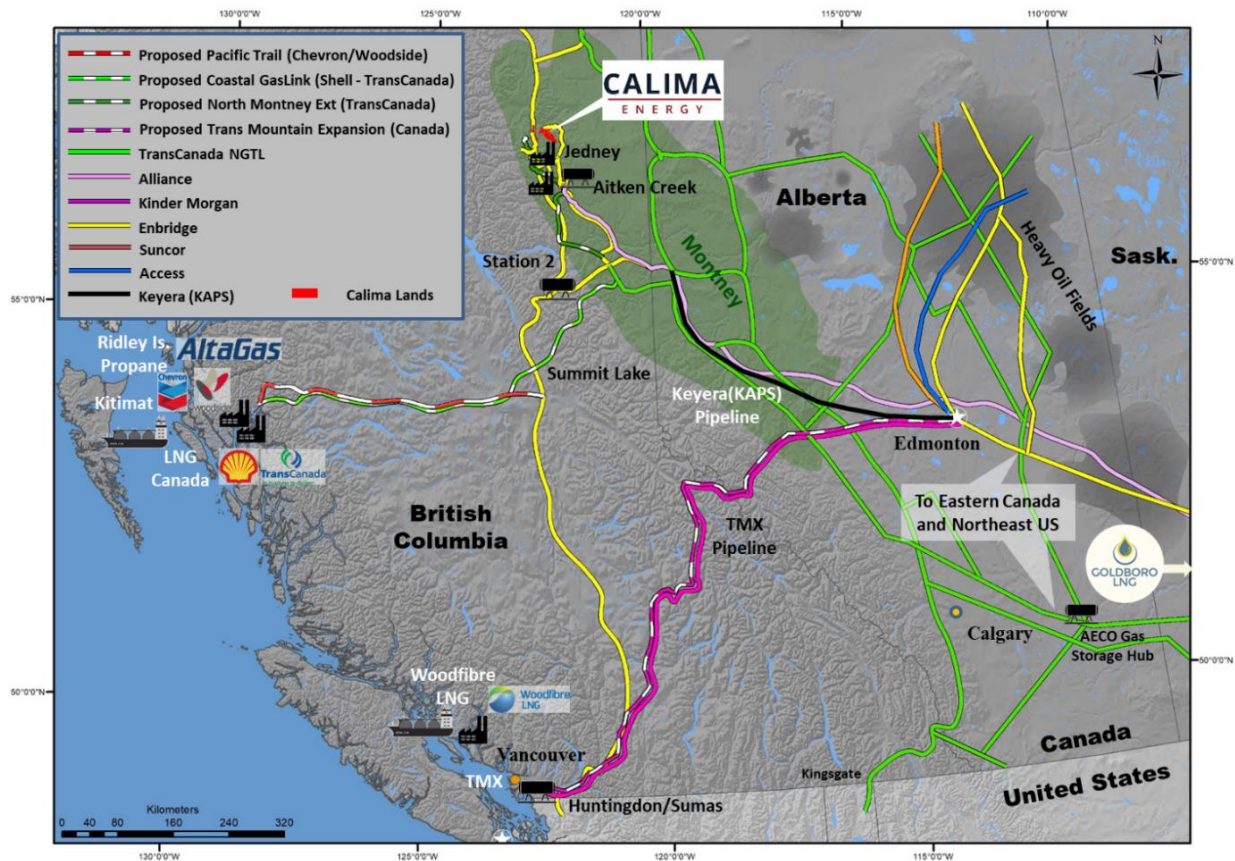 130°0'0"W
125°0'0"W
120°0'0"W
115°0'0"W
110°0'0"W
N
Proposed Pacific Trail (Chevron/Woodside)
Proposed Coastal GasLink (Shell - TransCanada)
Proposed North Montney Ext (TransCanada)
Proposed Trans Mountain Expansion (Canada)
TransCanada NGTL
Alliance
Kinder Morgan
Enbridge
Suncor
Access
Keyera (KAPS)
Calima Lands
CALIMA
ENERGY
Jedney
Aitken Creek
Alberta
Montney
Heavy Oil Fields
Sask.
Station 2
55°0'0"N
55°0'0"N
Ridley Is.
Propane
AltaGas
Chevron
Kitimat
Summit Lake
Keyera(KAPS)
Pipeline
Edmonton
LNG
Canada
TransCanada
British
Columbia
TMX
Pipeline
To Eastern Canada
and Northeast US
GOLDBORO
LNG
Calgary
AECO Gas
Storage Hub
50°0'0"N
50°0'0"N
Woodfibre
LNG
Woodfibre
LNG
Vancouver
TMX
Huntingdon/Sumas
Kingsgate
Canada
United States
Kilometers
0 20 40 80 160 240 320
130°0'0"W
125°0'0"W
120°0'0"W
115°0'0"W